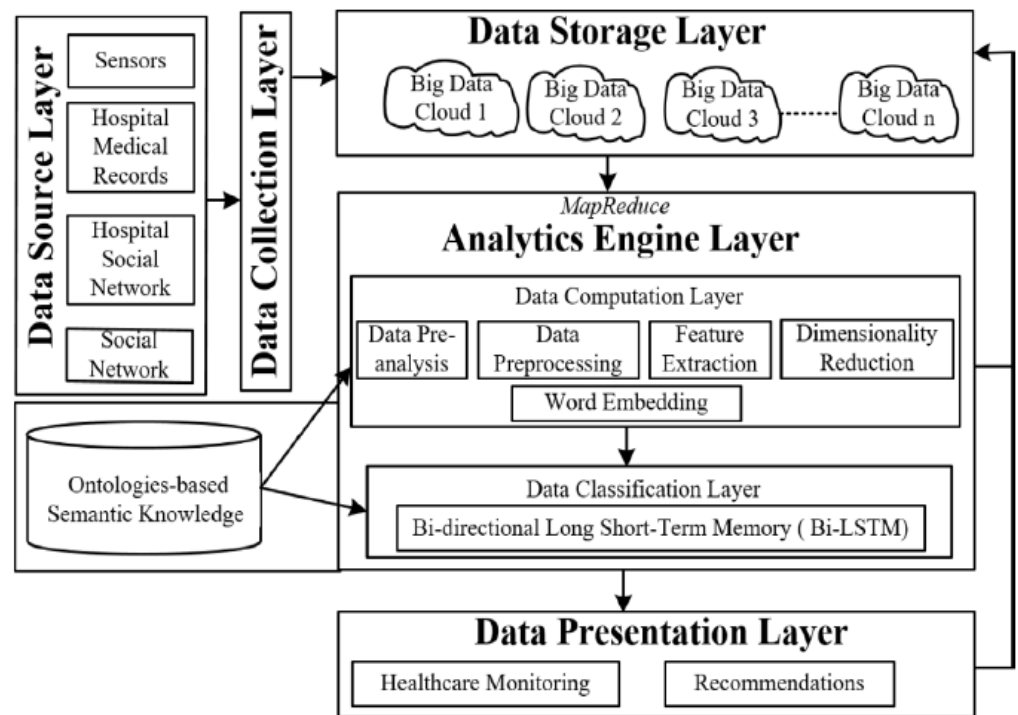 Data Source Layer
Sensors
Hospital
Medical
Records
Hospital
Social
Network
Social
Network
Data Collection Layer
Data Storage Layer
Big Data
Cloud 1
Big Data
Cloud 2
Big Data
Cloud 3
Big Data
Cloud n
MapReduce
Analytics Engine Layer
Data Computation Layer
Data Pre-
analysis
Data
Preprocessing
Feature
Extraction
Dimensionality
Reduction
Word Embedding
Ontologies-based
Semantic Knowledge
Data Classification Layer
Bi-directional Long Short-Term Memory ( Bi-LSTM)
Data Presentation Layer
Healthcare Monitoring
Recommendations